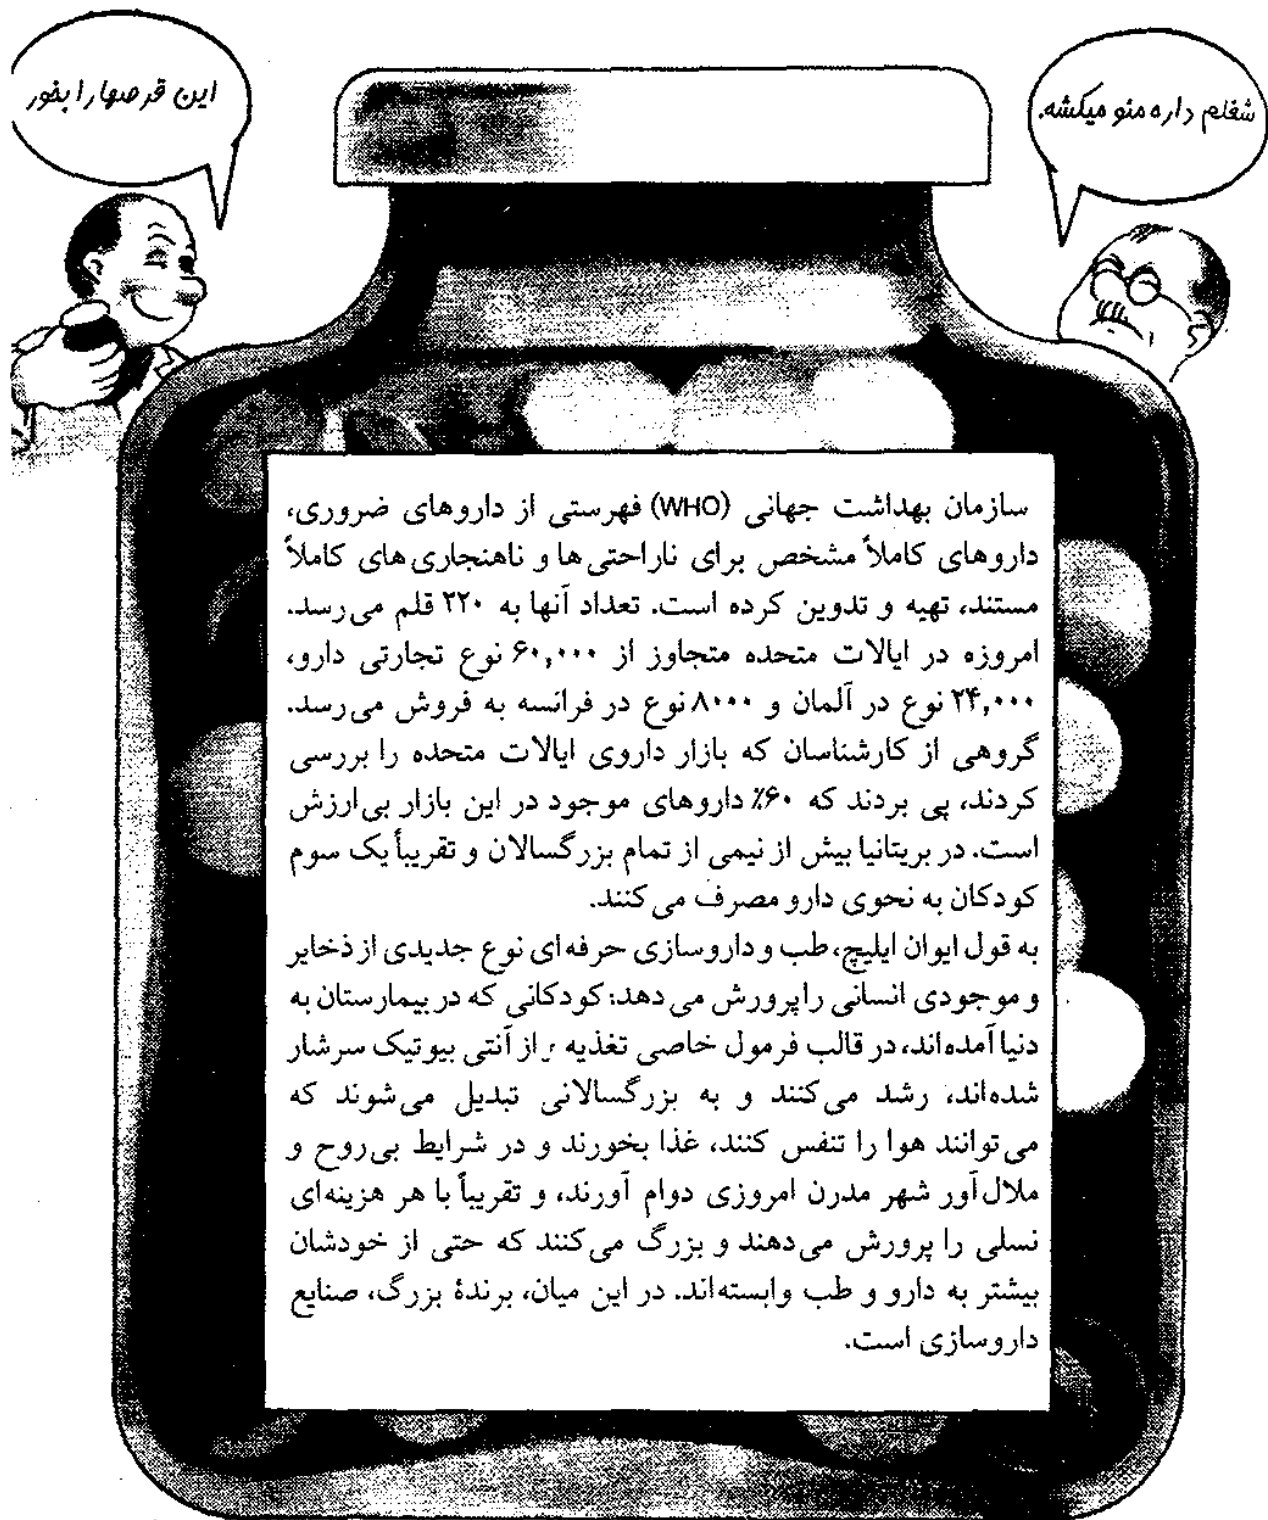 شغلم داره منو میکشه.
این قرصها را بخور
سازمان بهداشت جهانی (WHO) فهرستی از داروهای ضروری،
داروهای کاملاً مشخص برای ناراحتی‌ها و ناهنجاری‌های کاملاً
مستند، تهیه و تدوین کرده است. تعداد آنها به ۲۲۰ قلم می‌رسد.
امروزه در ایالات متحده متجاوز از ۶۰,۰۰۰ نوع تجارتی دارو،
۲۴,۰۰۰ نوع در آلمان و ۸۰۰۰ نوع در فرانسه به فروش می‌رسد.
گروهی از کارشناسان که بازار داروی ایالات متحده را بررسی
کردند، پی بردند که ۶۰٪ داروهای موجود در این بازار بی‌ارزش
است. در بریتانیا بیش از نیمی از تمام بزرگسالان و تقریبأ یک سوم
کودکان به نحوی دارو مصرف می‌کنند.
به قول ایوان ایلیچ، طب و داروسازی حرفه‌ای نوع جدیدی از ذخایر
و موجودی انسانی را پرورش می‌دهد: کودکانی که در بیمارستان به
دنیا آمده‌اند، در قالب فرمول خاصی تغذیه و از آنتی بیوتیک سرشار
شده‌اند، رشد می‌کنند و به بزرگسالانی تبدیل می‌شوند که
می‌توانند هوا را تنفس کنند، غذا بخورند و در شرایط بی‌روح و
ملال‌آور شهر مدرن امروزی دوام آورند، و تقریباً با هر هزینه‌ای
نسلی را پرورش می‌دهند و بزرگ می‌کنند که حتی از خودشان
بیشتر به دارو و طب وابسته‌اند. در این میان، برندهٔ بزرگ، صنایع
داروسازی است.